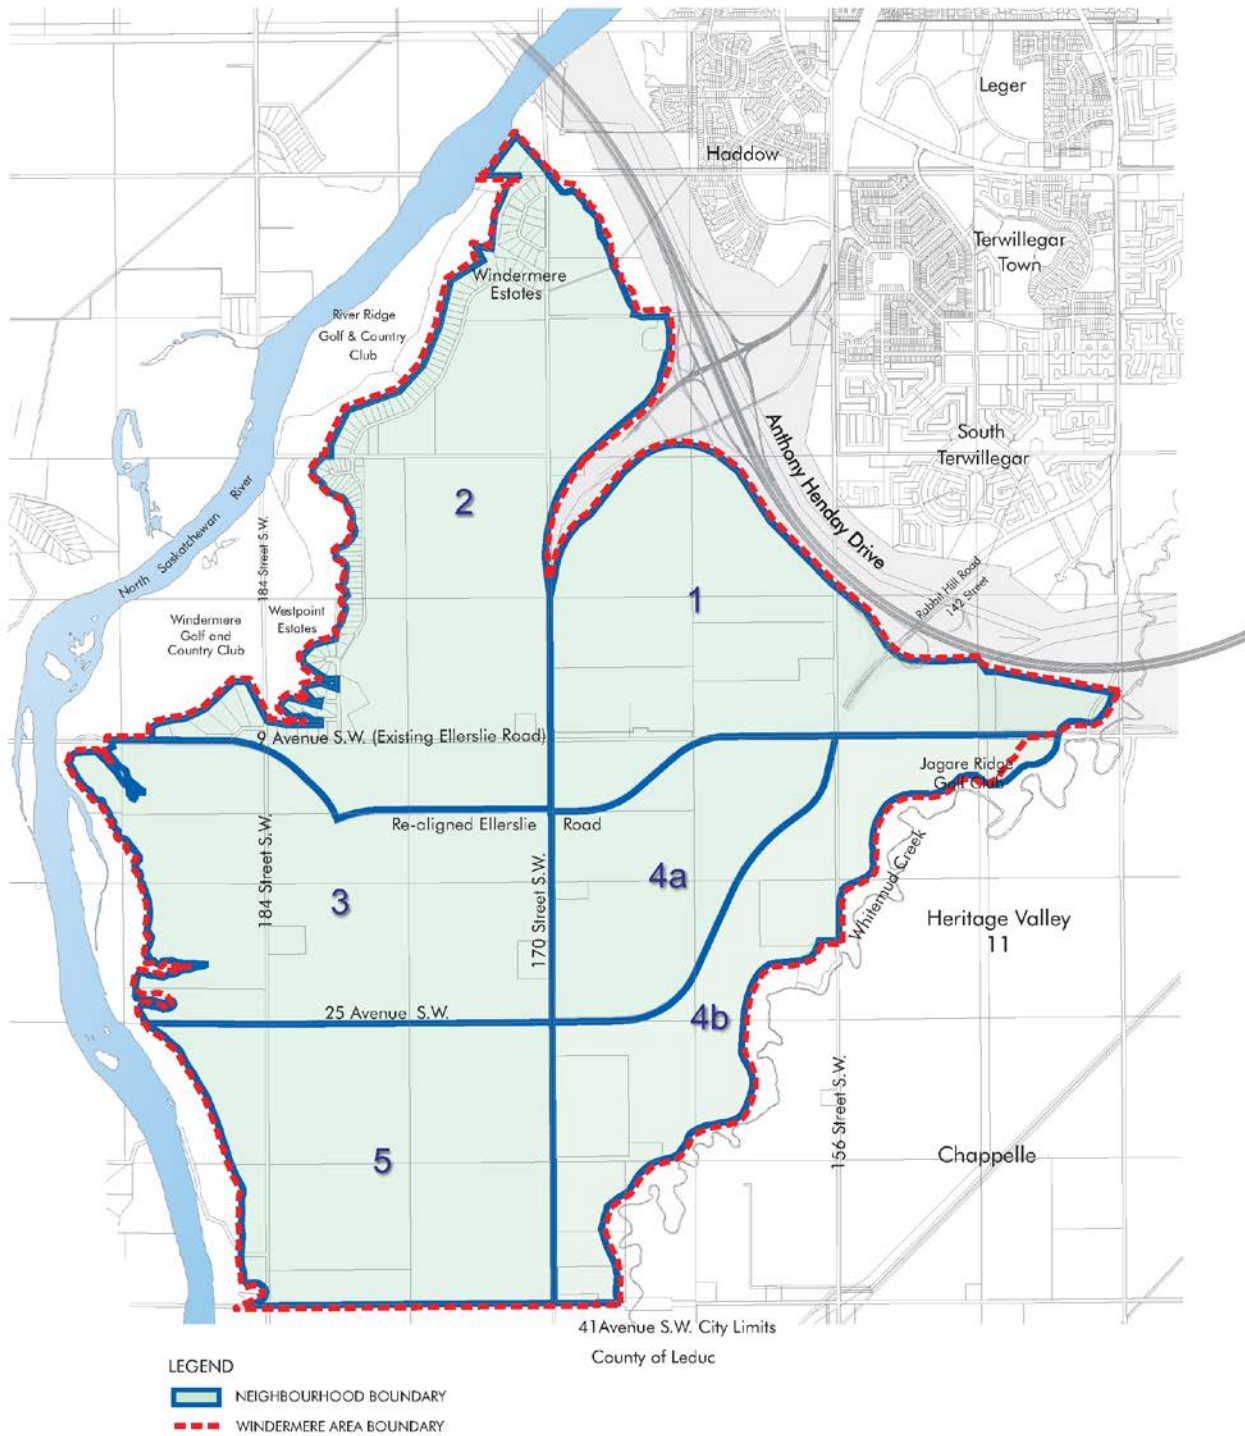 Leger
Haddow
Terwillegar
Town
Windermere
Estates
River Ridge
Golf & Country
Club
Anthony Henday Drive
South
Terwillegar
2
North Saskatchewan River
184 Street S.W.
Rabbit Hill Road
142 Street
1
Westpoint
Estates
Windermere
Golf and
Country Club
9 Avenue S.W. (Existing Ellerslie Road)
Jagare Ridge
Golf Club
Re-aligned Ellerslie Road
184 Street S.W.
170 Street S.W.
4a
3
Whitemud Creek
Heritage Valley
11
25 Avenue S.W.
4b
156 Street S.W.
5
Chappelle
41Avenue S.W. City Limits
County of Leduc
LEGEND
NEIGHBOURHOOD BOUNDARY
WINDERMERE AREA BOUNDARY